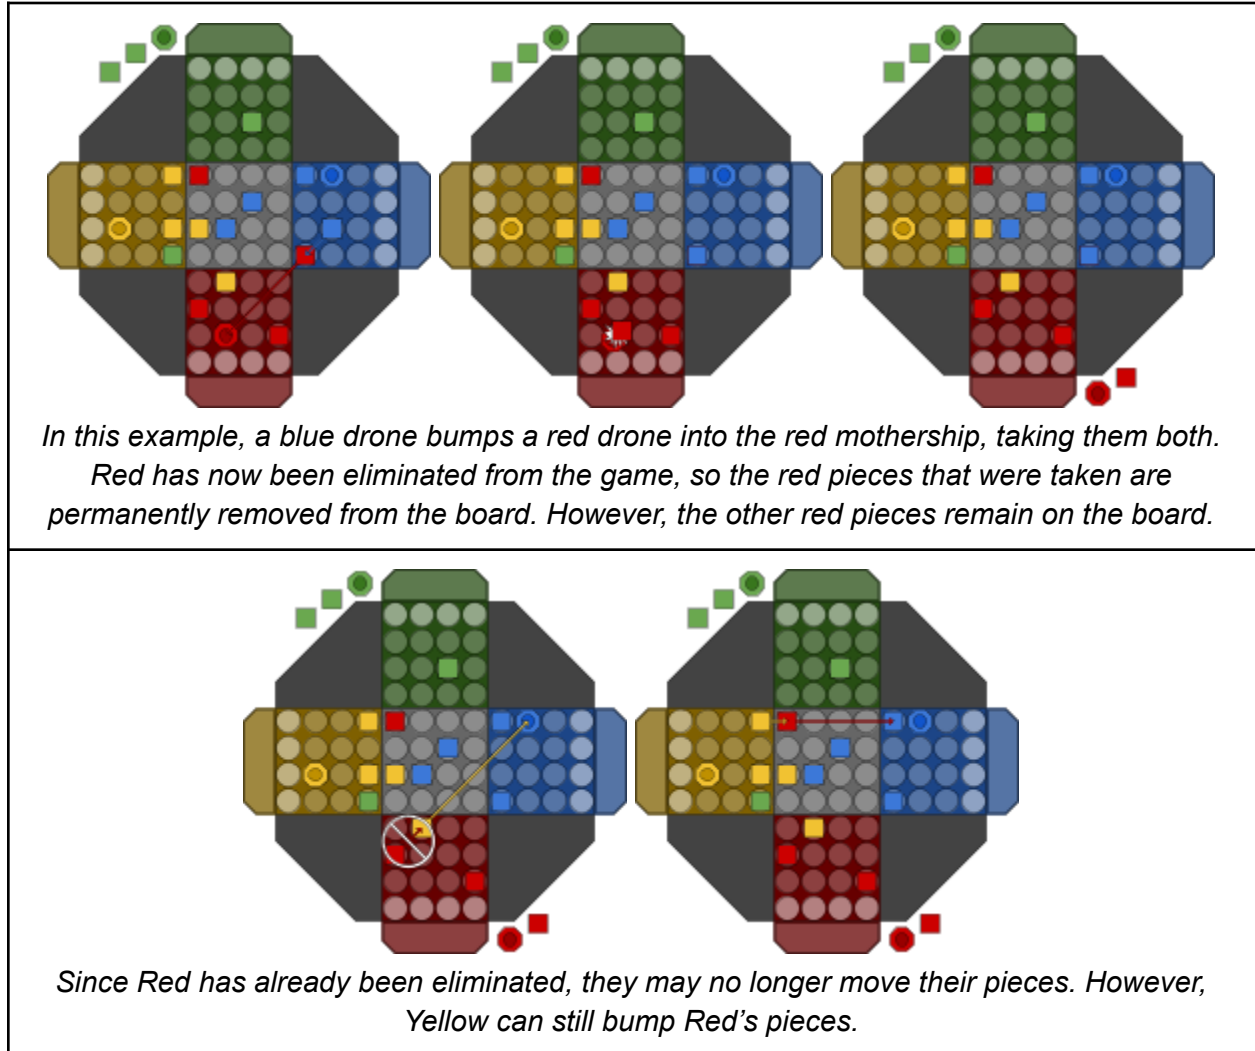 In this example, a blue drone bumps a red drone into the red mothership, taking them both.
Red has now been eliminated from the game, so the red pieces that were taken are
permanently removed from the board. However, the other red pieces remain on the board.
Since Red has already been eliminated, they may no longer move their pieces. However,
Yellow can still bump Red’s pieces.